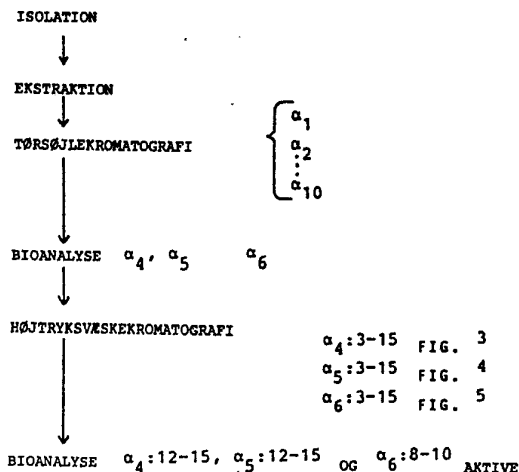 ISOLATION
EKSTRAKTION
TØRSØJLEKROMATOGRAFI
α1
α2
α10
BIOANALYSE α4, α5 α6
HØJTRYKSVÆSKEKROMATOGRAFI
α4:3-15 FIG. 3
α5:3-15 FIG. 4
α6:3-15 FIG. 5
BIOANALYSE α4:12-15, α5:12-15 OG α6:8-10 AKTIVE